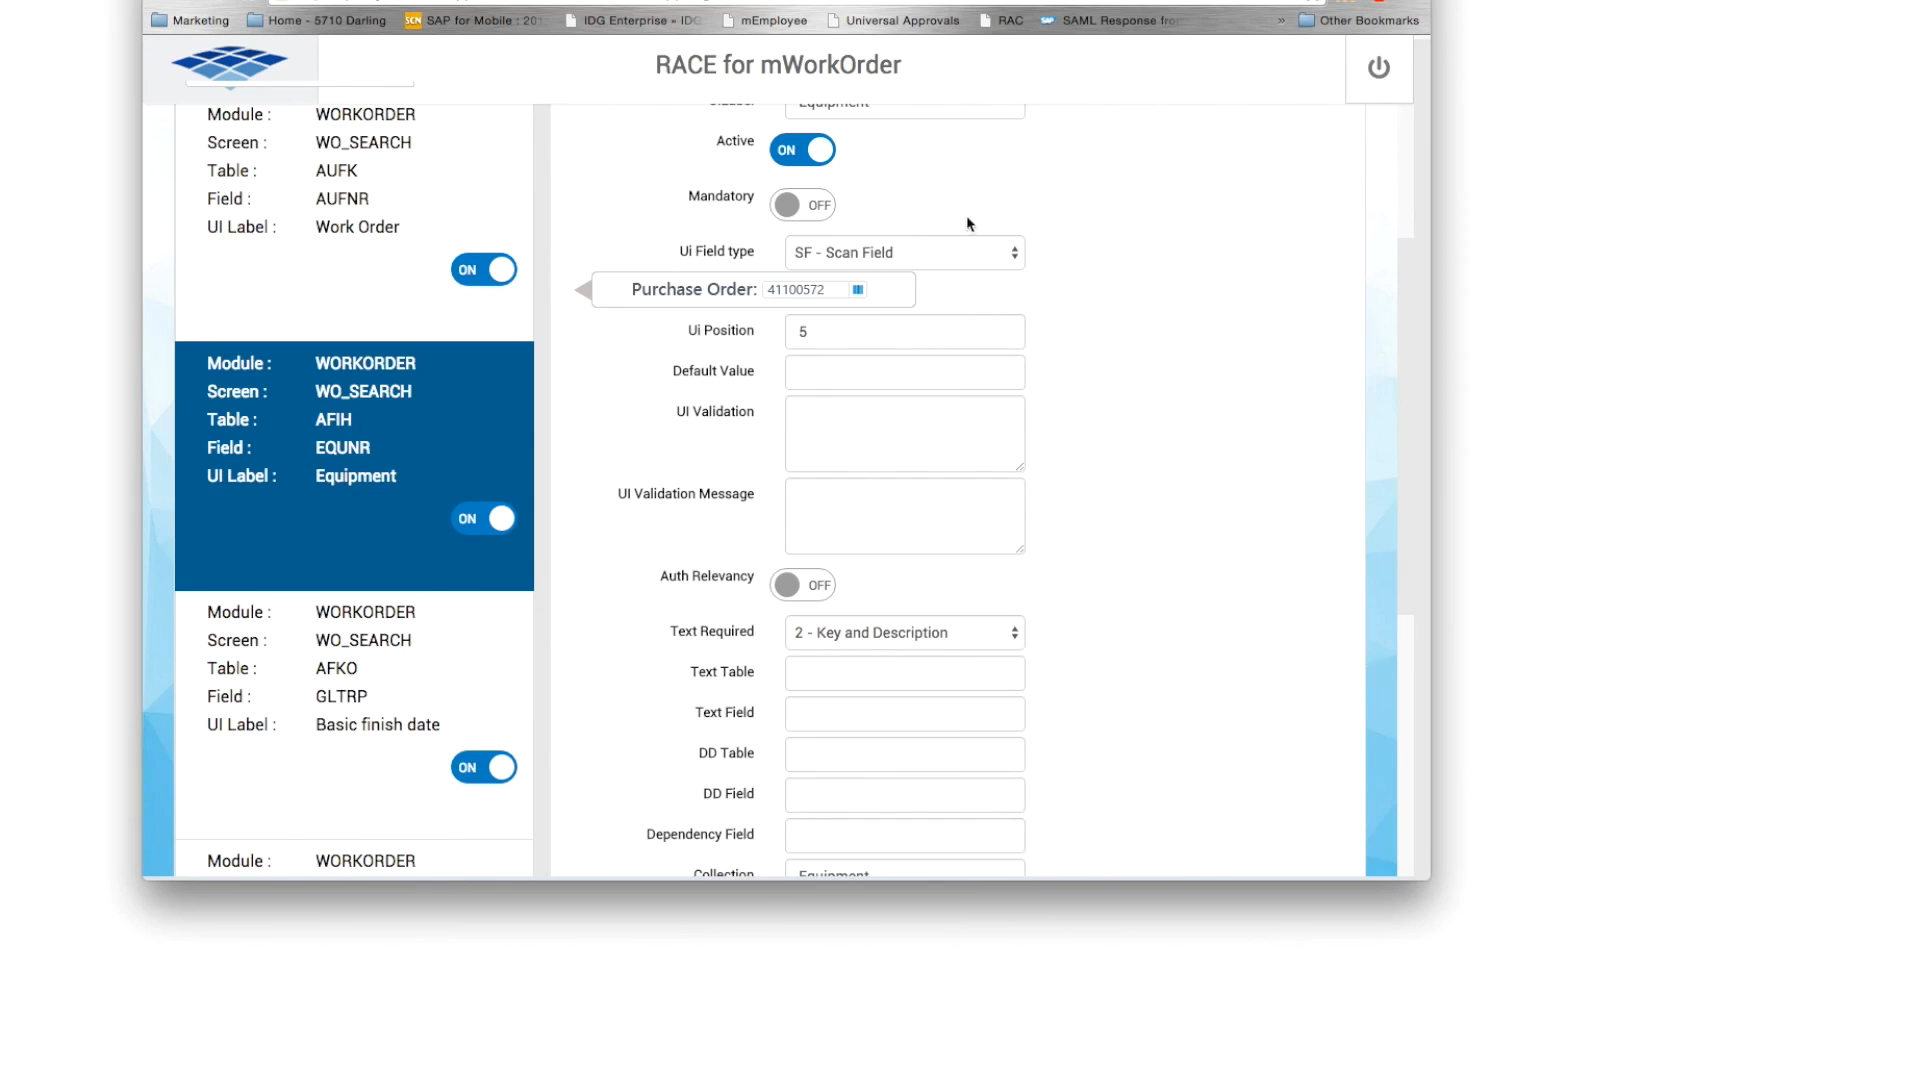 Marketing Home - 5710 Darling SCN SAP for Mobile : 20 IDG Enterprise » IDG mEmployee Universal Approvals RAC SAML Response fro » Other Bookmarks
RACE for mWorkOrder
Module : WORKORDER
Screen : WO_SEARCH
Table : AUFK
Field : AUFNR
UI Label : Work Order
ON
Module : WORKORDER
Screen : WO_SEARCH
Table : AFIH
Field : EQUNR
UI Label : Equipment
ON
Module : WORKORDER
Screen : WO_SEARCH
Table : AFKO
Field : GLTRP
UI Label : Basic finish date
ON
Module : WORKORDER
Equipment
Active ON
Mandatory OFF
Ui Field type SF - Scan Field
Purchase Order: 41100572
Ui Position 5
Default Value
UI Validation
UI Validation Message
Auth Relevancy OFF
Text Required 2 - Key and Description
Text Table
Text Field
DD Table
DD Field
Dependency Field
Collection Equipment